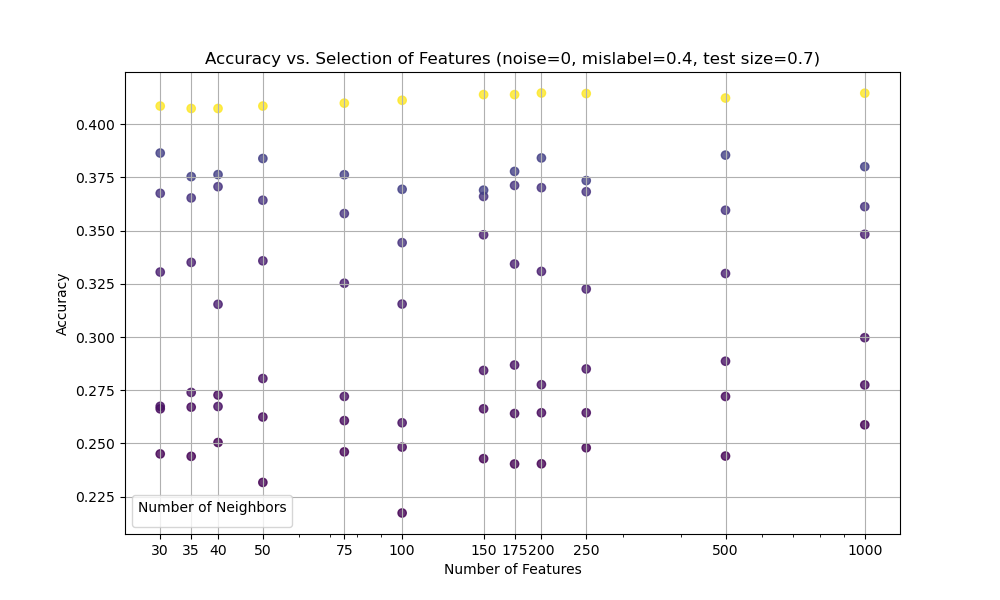 Accuracy vs. Selection of Features (noise=0, mislabel=0.4, test size=0.7)
Accuracy
0.400
0.375
0.350
0.325
0.300
0.275
0.250
0.225
Number of Neighbors
30 35 40 50 75 100 150 175 200 250 500 1000
Number of Features